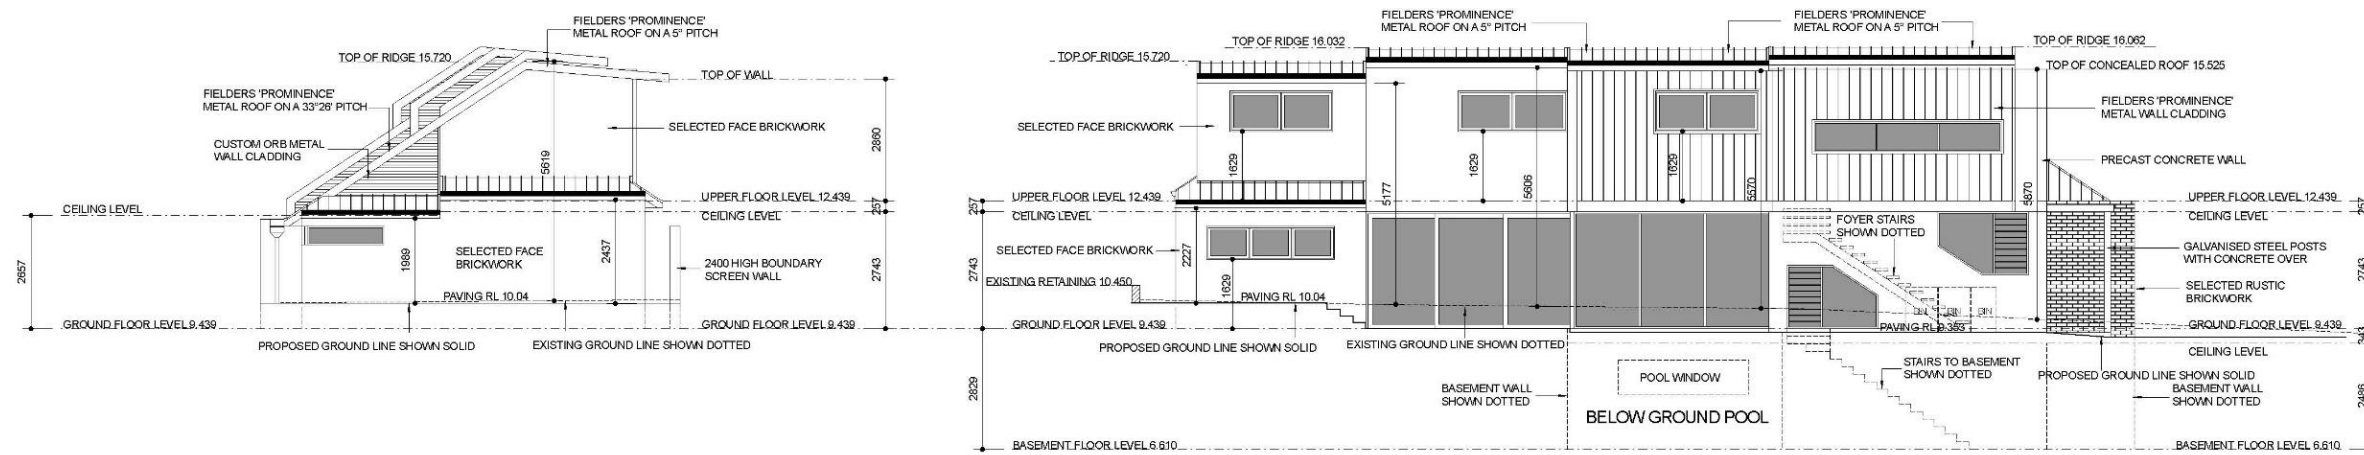 FIELDERS 'PROMINENCE'
METAL ROOF ON A 5° PITCH
TOP OF RIDGE 15.720
TOP OF WALL
FIELDERS 'PROMINENCE'
METAL ROOF ON A 33°26' PITCH
SELECTED FACE BRICKWORK
CUSTOM ORB METAL
WALL CLADDING
2860
5619
UPPER FLOOR LEVEL 12.439
257
CEILING LEVEL
CEILING LEVEL
SELECTED FACE
BRICKWORK
1989
2437
2400 HIGH BOUNDARY
SCREEN WALL
2657
2743
PAVING RL 10.04
GROUND FLOOR LEVEL 9.439
GROUND FLOOR LEVEL 9.439
PROPOSED GROUND LINE SHOWN SOLID
EXISTING GROUND LINE SHOWN DOTTED
FIELDERS 'PROMINENCE'
METAL ROOF ON A 5° PITCH
FIELDERS 'PROMINENCE'
METAL ROOF ON A 5° PITCH
TOP OF RIDGE 16.032
TOP OF RIDGE 16.062
TOP OF RIDGE 15.720
TOP OF CONCEALED ROOF 15.525
FIELDERS 'PROMINENCE'
METAL WALL CLADDING
SELECTED FACE BRICKWORK
1629
1629
1629
5177
5606
5570
5870
PRECAST CONCRETE WALL
UPPER FLOOR LEVEL 12.439
UPPER FLOOR LEVEL 12.439
257
257
CEILING LEVEL
CEILING LEVEL
FOYER STAIRS
SHOWN DOTTED
SELECTED FACE BRICKWORK
2227
GALVANISED STEEL POSTS
WITH CONCRETE OVER
2743
2743
EXISTING RETAINING 10.450
1629
PAVING RL 10.04
SELECTED RUSTIC
BRICKWORK
BIN
BIN
BIN
PAVING RL 9.353
GROUND FLOOR LEVEL 9.439
GROUND FLOOR LEVEL 9.439
343
PROPOSED GROUND LINE SHOWN SOLID
EXISTING GROUND LINE SHOWN DOTTED
CEILING LEVEL
STAIRS TO BASEMENT
SHOWN DOTTED
PROPOSED GROUND LINE SHOWN SOLID
POOL WINDOW
BASEMENT WALL
SHOWN DOTTED
BASEMENT WALL
SHOWN DOTTED
2829
2486
BELOW GROUND POOL
BASEMENT FLOOR LEVEL 6.610
BASEMENT FLOOR LEVEL 6.610